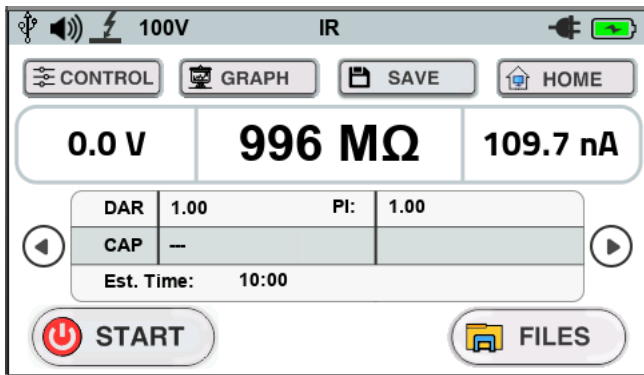 100V IR
CONTROL GRAPH SAVE HOME
0.0 V 996 MΩ 109.7 nA
DAR 1.00 PI: 1.00
CAP ---
Est. Time: 10:00
START FILES